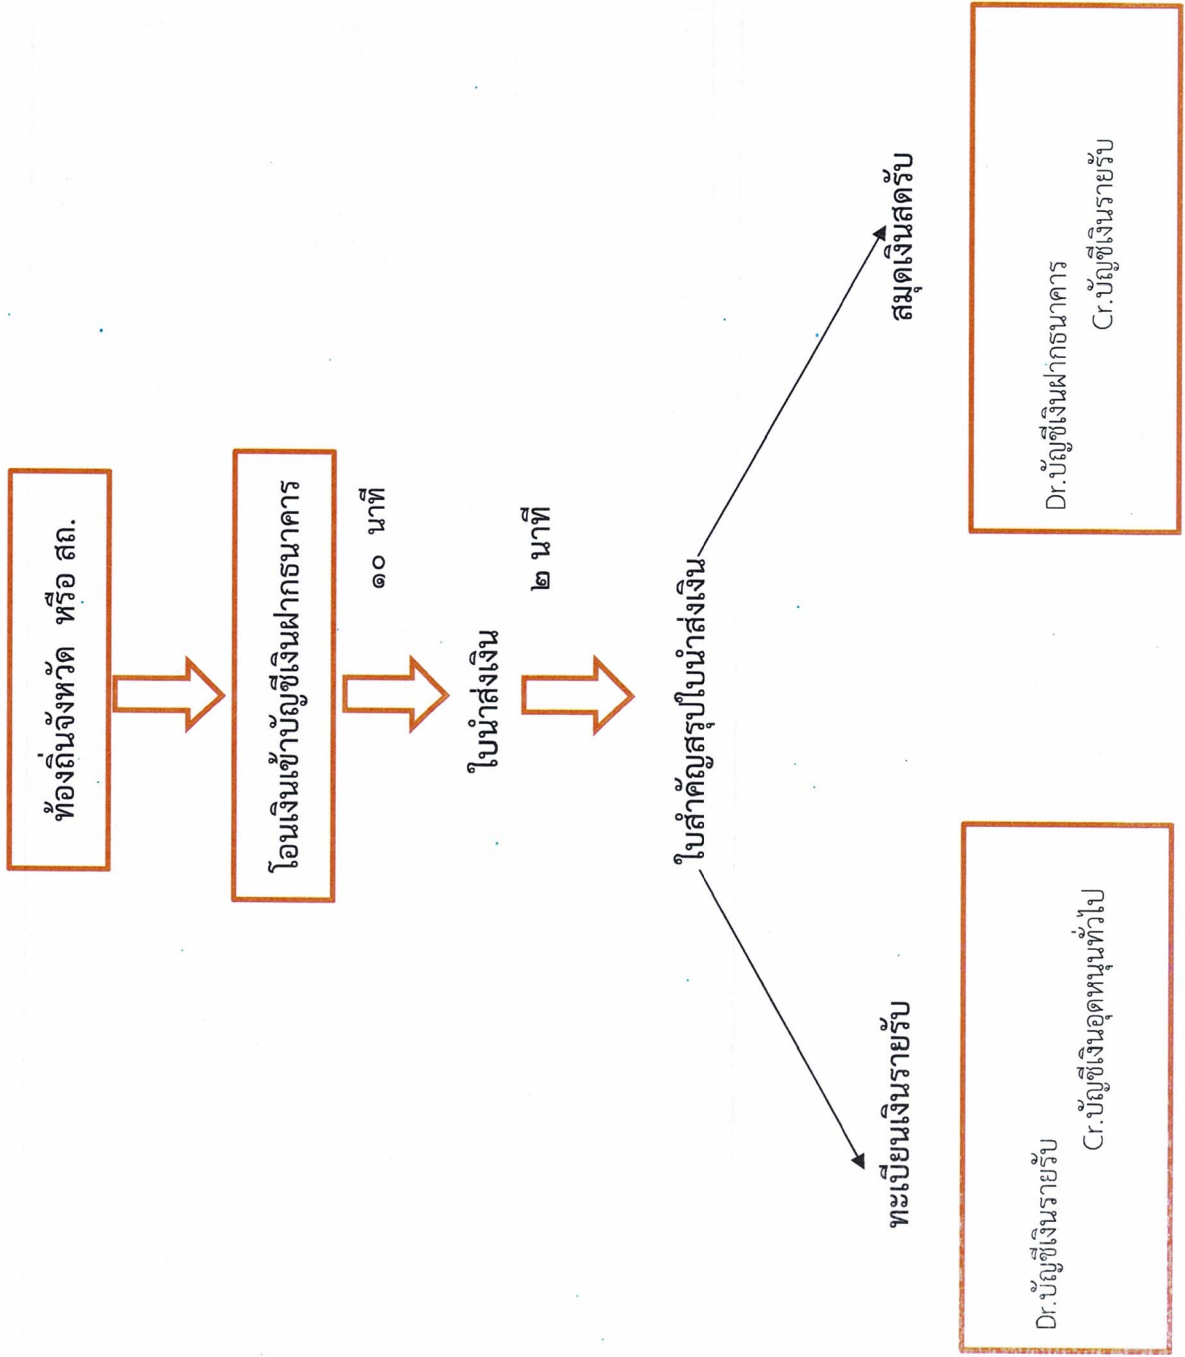 ท้องถิ่นจังหวัด หรือ สถ.
โอนเงินเข้าบัญชีเงินฝากธนาคาร
๑๐ นาที
ใบนำส่งเงิน
๒ นาที
ใบสำคัญสรุปใบนำส่งเงิน
ทะเบียนเงินรายรับ
สมุดเงินสดรับ
Dr.บัญชีเงินรายรับ
Cr.บัญชีเงินอุดหนุนทั่วไป
Dr.บัญชีเงินฝากธนาคาร
Cr.บัญชีเงินรายรับ